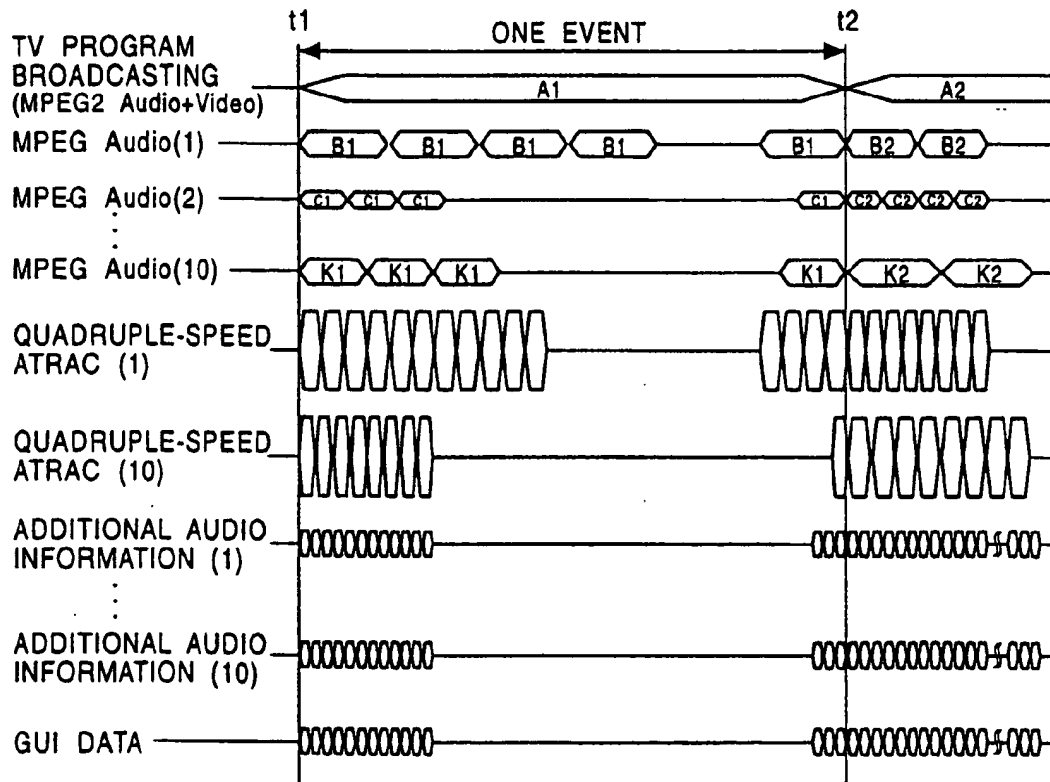 t1 ONE EVENT t2
TV PROGRAM
BROADCASTING
(MPEG2 Audio+Video)
A1 A2
MPEG Audio(1) B1 B1 B1 B1 B1 B2 B2
MPEG Audio(2) C1 C1 C1 C1 C2 C2 C2 C2
MPEG Audio(10) K1 K1 K1 K1 K2 K2
QUADRUPLE-SPEED
ATRAC (1)
QUADRUPLE-SPEED
ATRAC (10)
ADDITIONAL AUDIO
INFORMATION (1)
ADDITIONAL AUDIO
INFORMATION (10)
GUI DATA